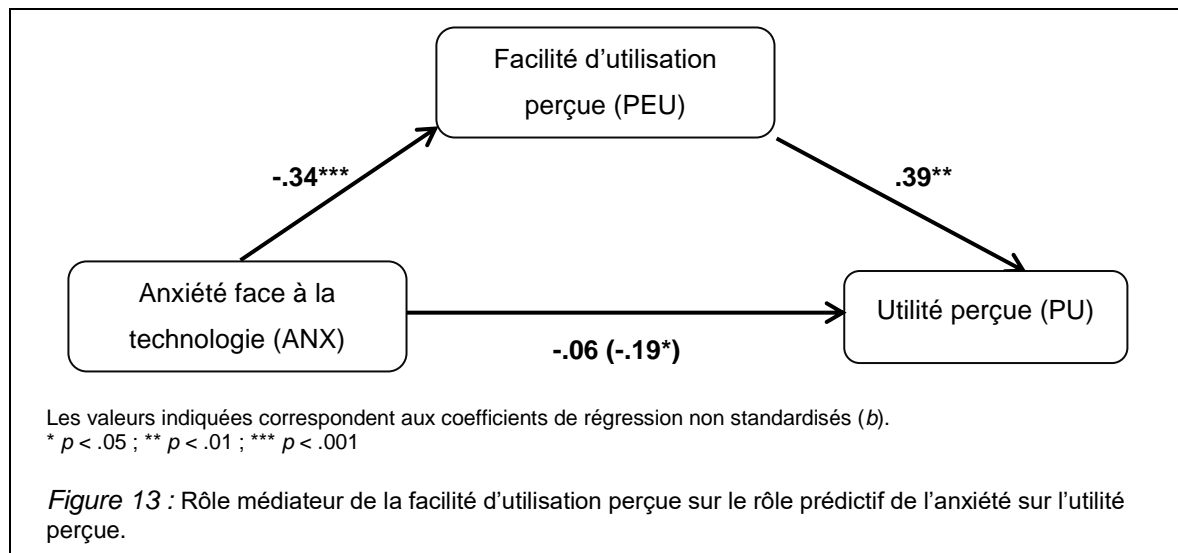 Facilité d’utilisation
perçue (PEU)
-.34***
.39**
Anxiété face à la
technologie (ANX)
Utilité perçue (PU)
-.06 (-.19*)
Les valeurs indiquées correspondent aux coefficients de régression non standardisés (b).
* p < .05 ; ** p < .01 ; *** p < .001
Figure 13 : Rôle médiateur de la facilité d’utilisation perçue sur le rôle prédictif de l’anxiété sur l’utilité
perçue.